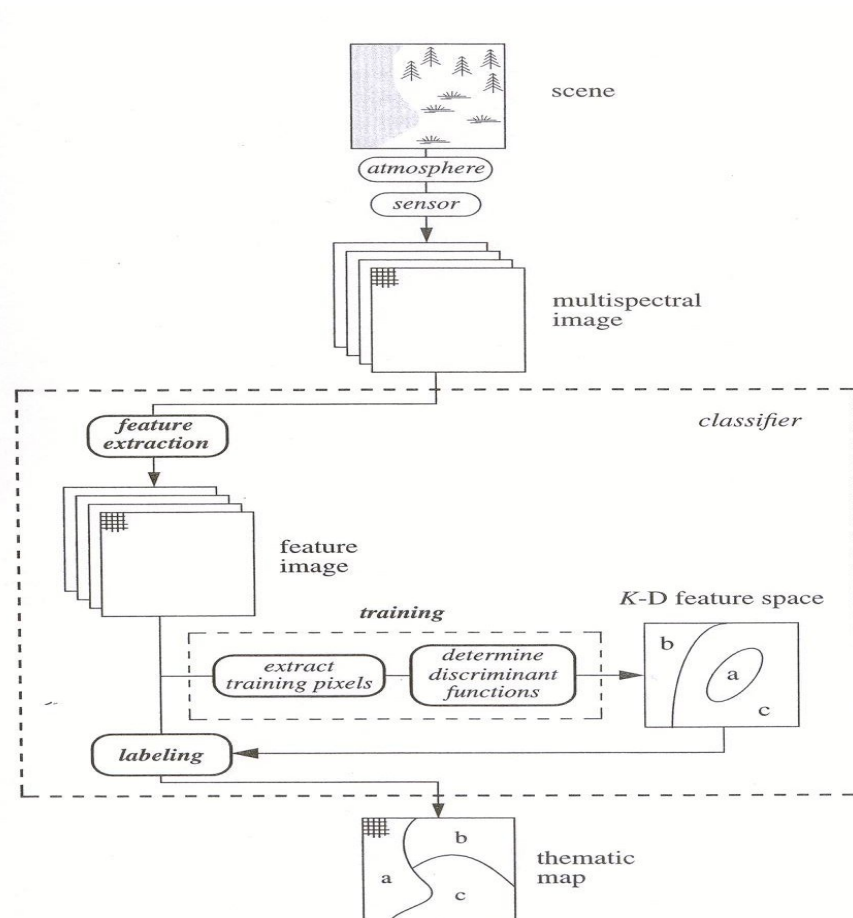 scene
atmosphere
sensor
multispectral
image
classifier
feature
extraction
feature
image
training
K-D feature space
extract
training pixels
determine
discriminant
functions
b
a
c
labeling
b
a
c
thematic
map